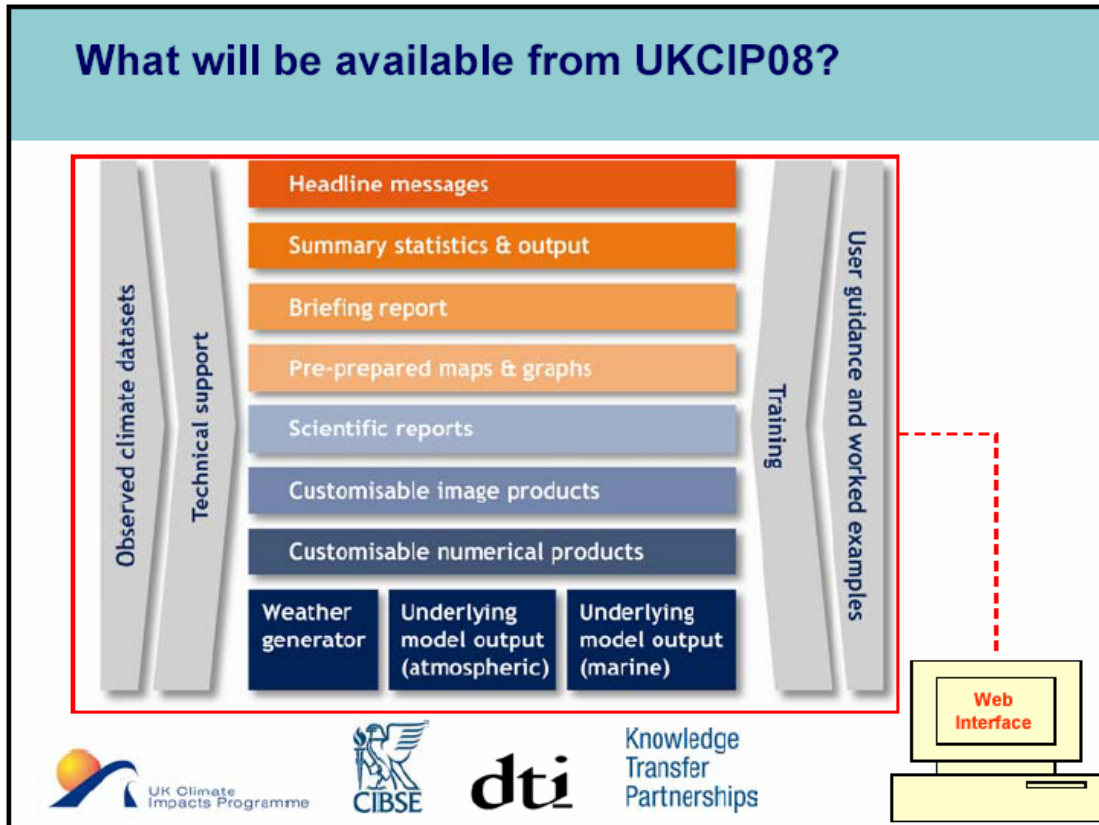 What will be available from UKCIP08?
Observed climate datasets
Technical support
Headline messages
Summary statistics & output
Briefing report
Pre-prepared maps & graphs
Scientific reports
Customisable image products
Customisable numerical products
Weather
generator
Underlying
model output
(atmospheric)
Underlying
model output
(marine)
Training
User guidance and worked examples
Web
Interface
UK Climate
Impacts Programme
CIBSE
dti
Knowledge
Transfer
Partnerships